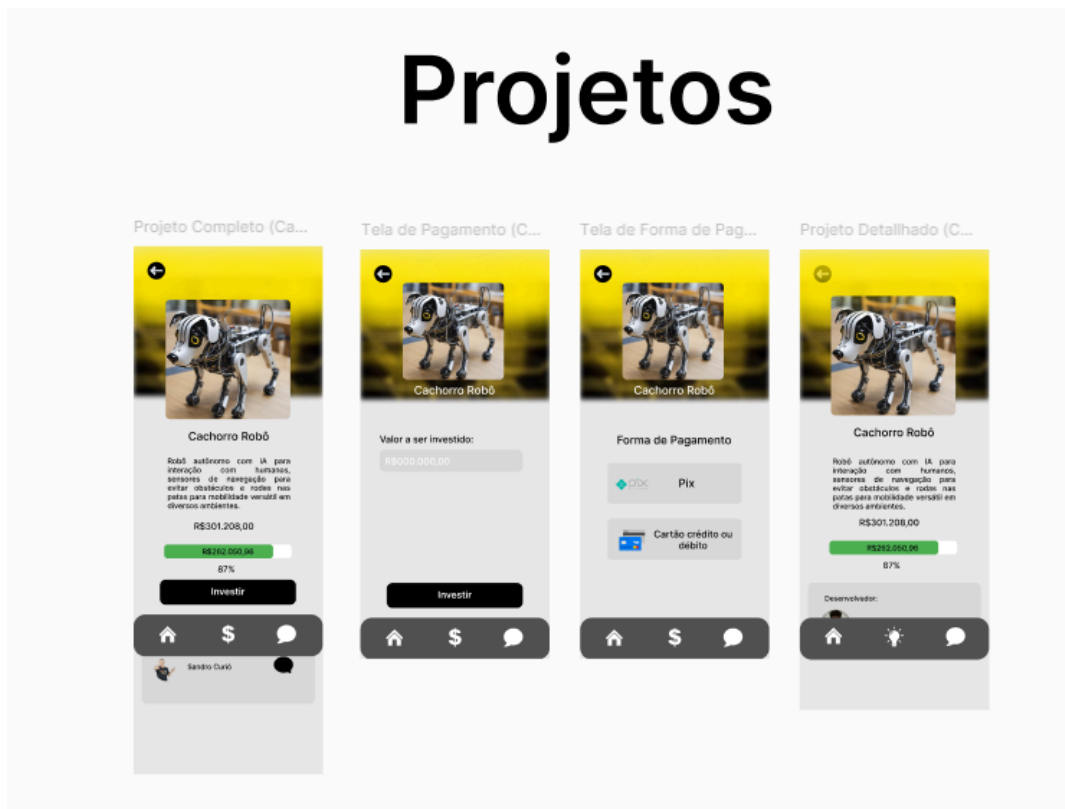 Projetos
Projeto Completo (Ca...
Cachorro Robô
Robô autônomo com IA para
interação com humanos,
sensores de navegação para
evitar obstáculos e rodas nas
patas para mobilidade versátil em
diversos ambientes.
R$301.208,00
R$262.050,96
87%
Investir
$
Sandro Curió
Tela de Pagamento (C...
Cachorro Robô
Valor a ser investido:
R$000.000,00
Investir
$
Tela de Forma de Pag...
Cachorro Robô
Forma de Pagamento
pix Pix
Cartão crédito ou
débito
$
Projeto Detallhado (C...
Cachorro Robô
Robô autônomo com IA para
interação com humanos,
sensores de navegação para
evitar obstáculos e rodas nas
patas para mobilidade versátil em
diversos ambientes.
R$301.208,00
R$262.050,96
87%
Desenvolvedor: